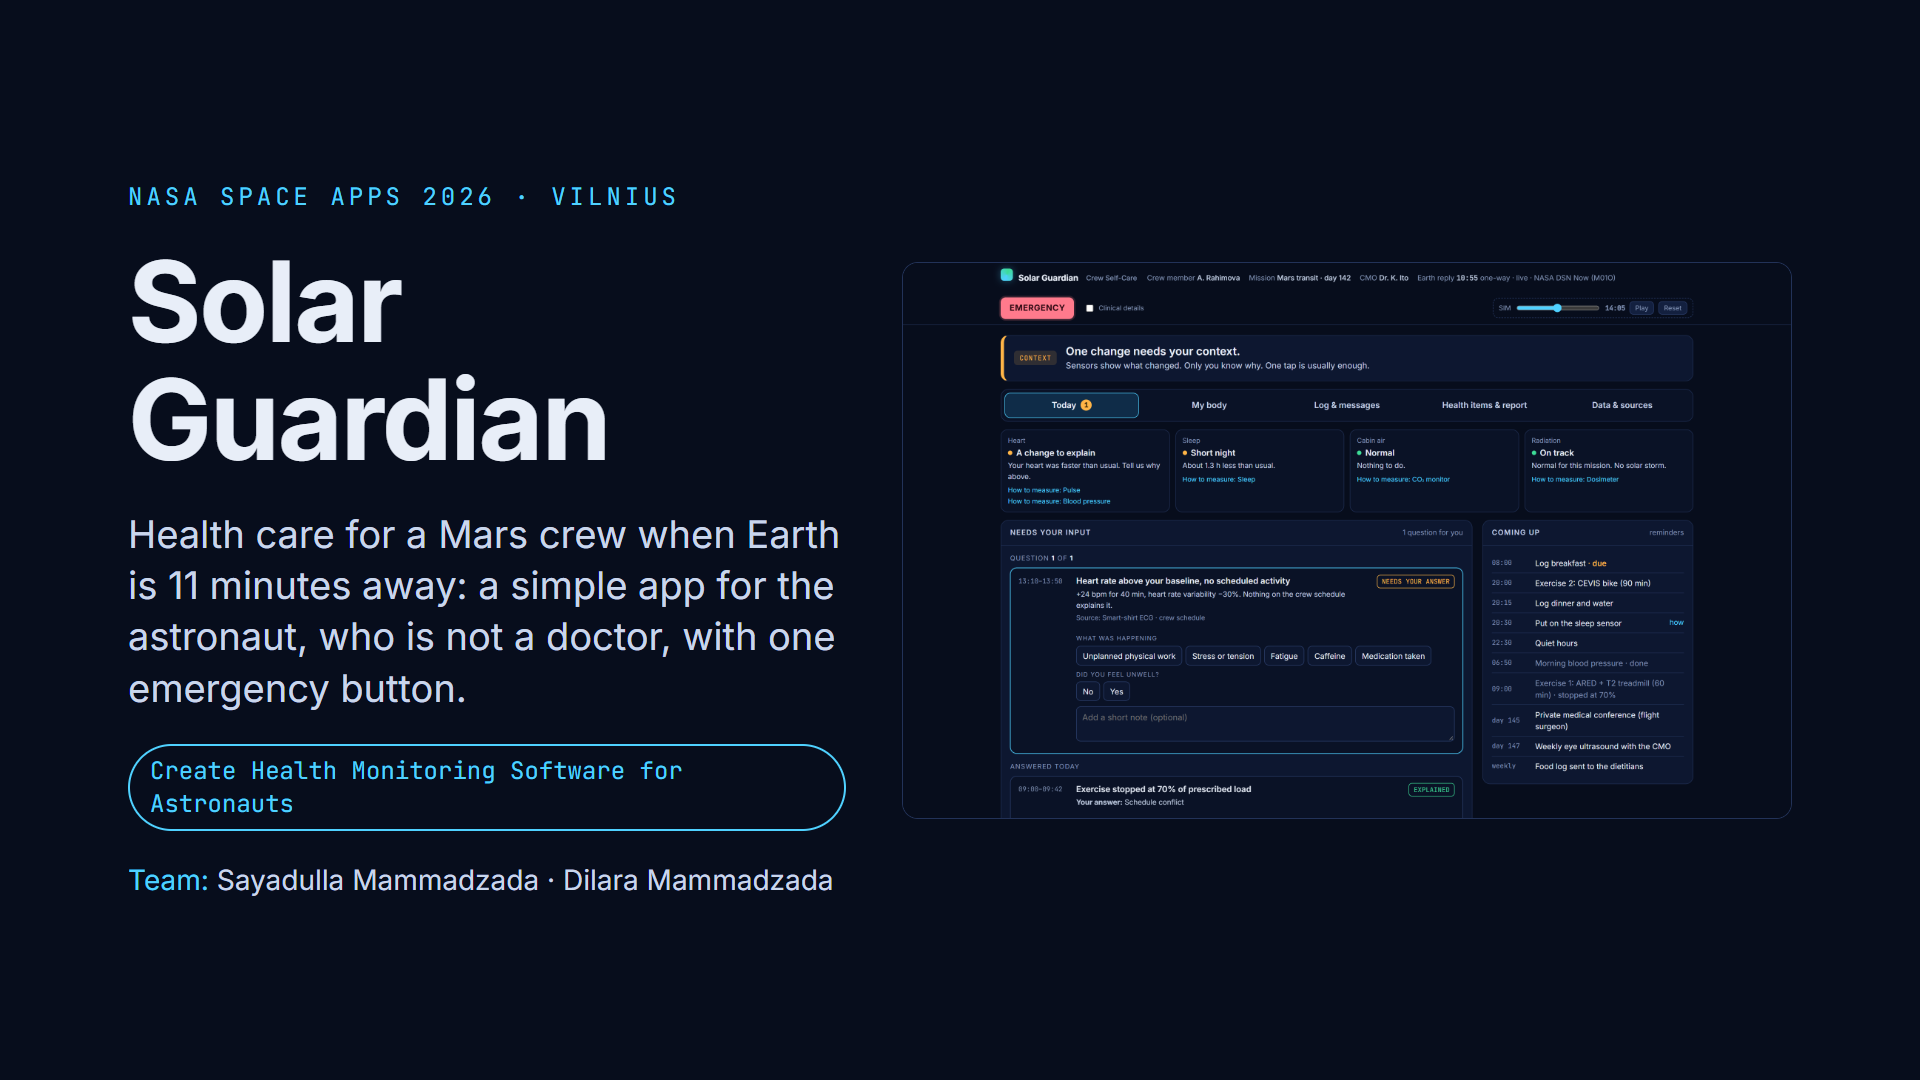 NASA SPACE APPS 2026 · VILNIUS
Solar
Guardian
Health care for a Mars crew when Earth
is 11 minutes away: a simple app for the
astronaut, who is not a doctor, with one
emergency button.
Create Health Monitoring Software for
Astronauts
Team: Sayadulla Mammadzada · Dilara Mammadzada
Solar Guardian Crew Self-Care Crew member A. Rahimova Mission Mars transit · day 142 CMO Dr. K. Ito Earth reply 10:55 one-way · live · NASA DSN Now (M01O)
EMERGENCY Clinical details SIM 14:05 Play Reset
CONTEXT
One change needs your context.
Sensors show what changed. Only you know why. One tap is usually enough.
Today 1 My body Log & messages Health items & report Data & sources
Heart
A change to explain
Your heart was faster than usual. Tell us why
above.
How to measure: Pulse
How to measure: Blood pressure
Sleep
Short night
About 1.3 h less than usual.
How to measure: Sleep
Cabin air
Normal
Nothing to do.
How to measure: CO₂ monitor
Radiation
On track
Normal for this mission. No solar storm.
How to measure: Dosimeter
NEEDS YOUR INPUT 1 question for you
QUESTION 1 OF 1
13:10–13:50 Heart rate above your baseline, no scheduled activity NEEDS YOUR ANSWER
+24 bpm for 40 min, heart rate variability −30%. Nothing on the crew schedule
explains it.
Source: Smart-shirt ECG · crew schedule
WHAT WAS HAPPENING
Unplanned physical work Stress or tension Fatigue Caffeine Medication taken
DID YOU FEEL UNWELL?
No Yes
Add a short note (optional)
ANSWERED TODAY
09:00–09:42 Exercise stopped at 70% of prescribed load EXPLAINED
Your answer: Schedule conflict
COMING UP reminders
08:00 Log breakfast · due
20:00 Exercise 2: CEVIS bike (90 min)
20:15 Log dinner and water
20:30 Put on the sleep sensor how
22:30 Quiet hours
06:50 Morning blood pressure · done
09:00 Exercise 1: ARED + T2 treadmill (60
min) · stopped at 70%
day 145 Private medical conference (flight
surgeon)
day 147 Weekly eye ultrasound with the CMO
weekly Food log sent to the dietitians